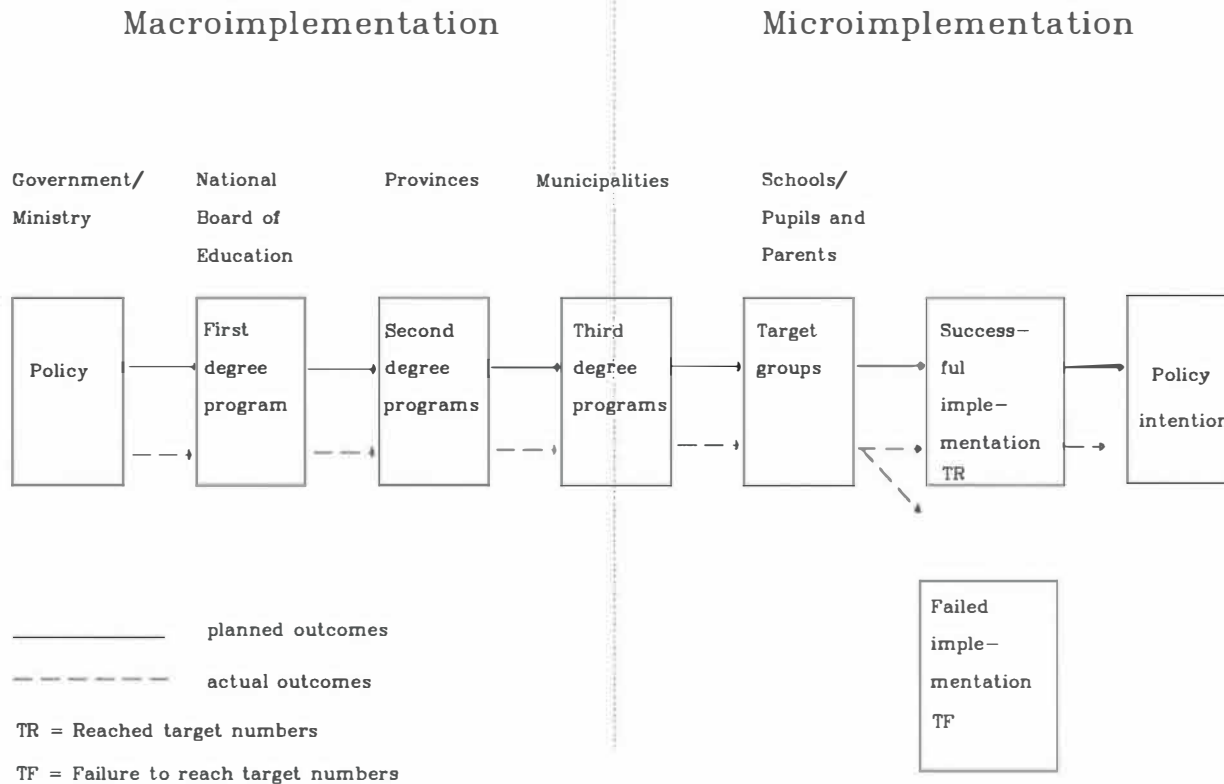 Macroimplementation
Microimplementation
Government/
Ministry
National
Board of
Education
Provinces
Municipalities
Schools/
Pupils and
Parents
Policy
First
degree
program
Second
degree
programs
Third
degree
programs
Target
groups
Success-
ful
imple-
mentation
TR
Policy
intention
Failed
imple-
mentation
TF
planned outcomes
actual outcomes
TR = Reached target numbers
TF = Failure to reach target numbers